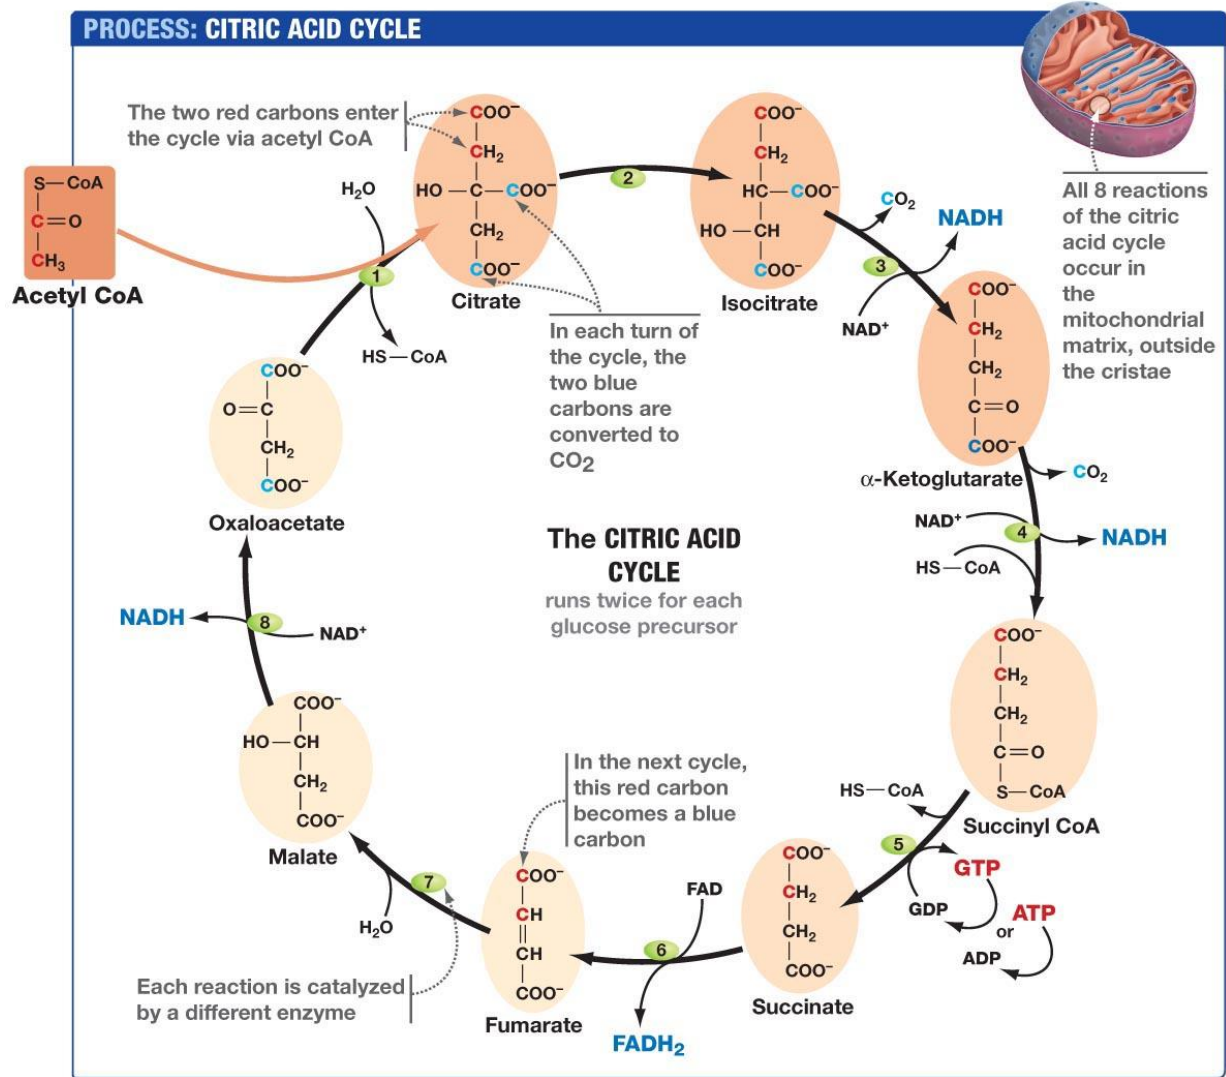 PROCESS: CITRIC ACID CYCLE
The two red carbons enter
the cycle via acetyl CoA
S—CoA
C=O
CH₃
Acetyl CoA
H₂O
1
HS—CoA
COO⁻
CH₂
HO—C—COO⁻
CH₂
COO⁻
Citrate
2
COO⁻
CH₂
HC—COO⁻
HO—CH
COO⁻
Isocitrate
CO₂
NADH
3
NAD⁺
All 8 reactions
of the citric
acid cycle
occur in
the
mitochondrial
matrix, outside
the cristae
In each turn of
the cycle, the
two blue
carbons are
converted to
CO₂
COO⁻
CH₂
CH₂
C=O
COO⁻
α-Ketoglutarate
CO₂
NAD⁺
4
NADH
HS—CoA
COO⁻
O=C
CH₂
COO⁻
Oxaloacetate
The CITRIC ACID
CYCLE
runs twice for each
glucose precursor
NADH
8
NAD⁺
COO⁻
CH₂
CH₂
C=O
S—CoA
Succinyl CoA
COO⁻
HO—CH
CH₂
COO⁻
Malate
In the next cycle,
this red carbon
becomes a blue
carbon
HS—CoA
5
GTP
GDP
or
ATP
ADP
COO⁻
CH₂
CH₂
COO⁻
Succinate
FAD
6
FADH₂
COO⁻
CH
CH
COO⁻
Fumarate
7
H₂O
Each reaction is catalyzed
by a different enzyme